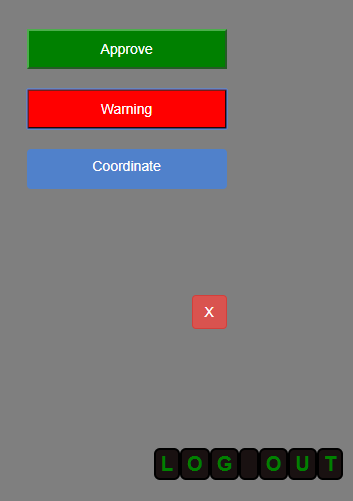 Approve
Warning
Coordinate
X
LOG OUT